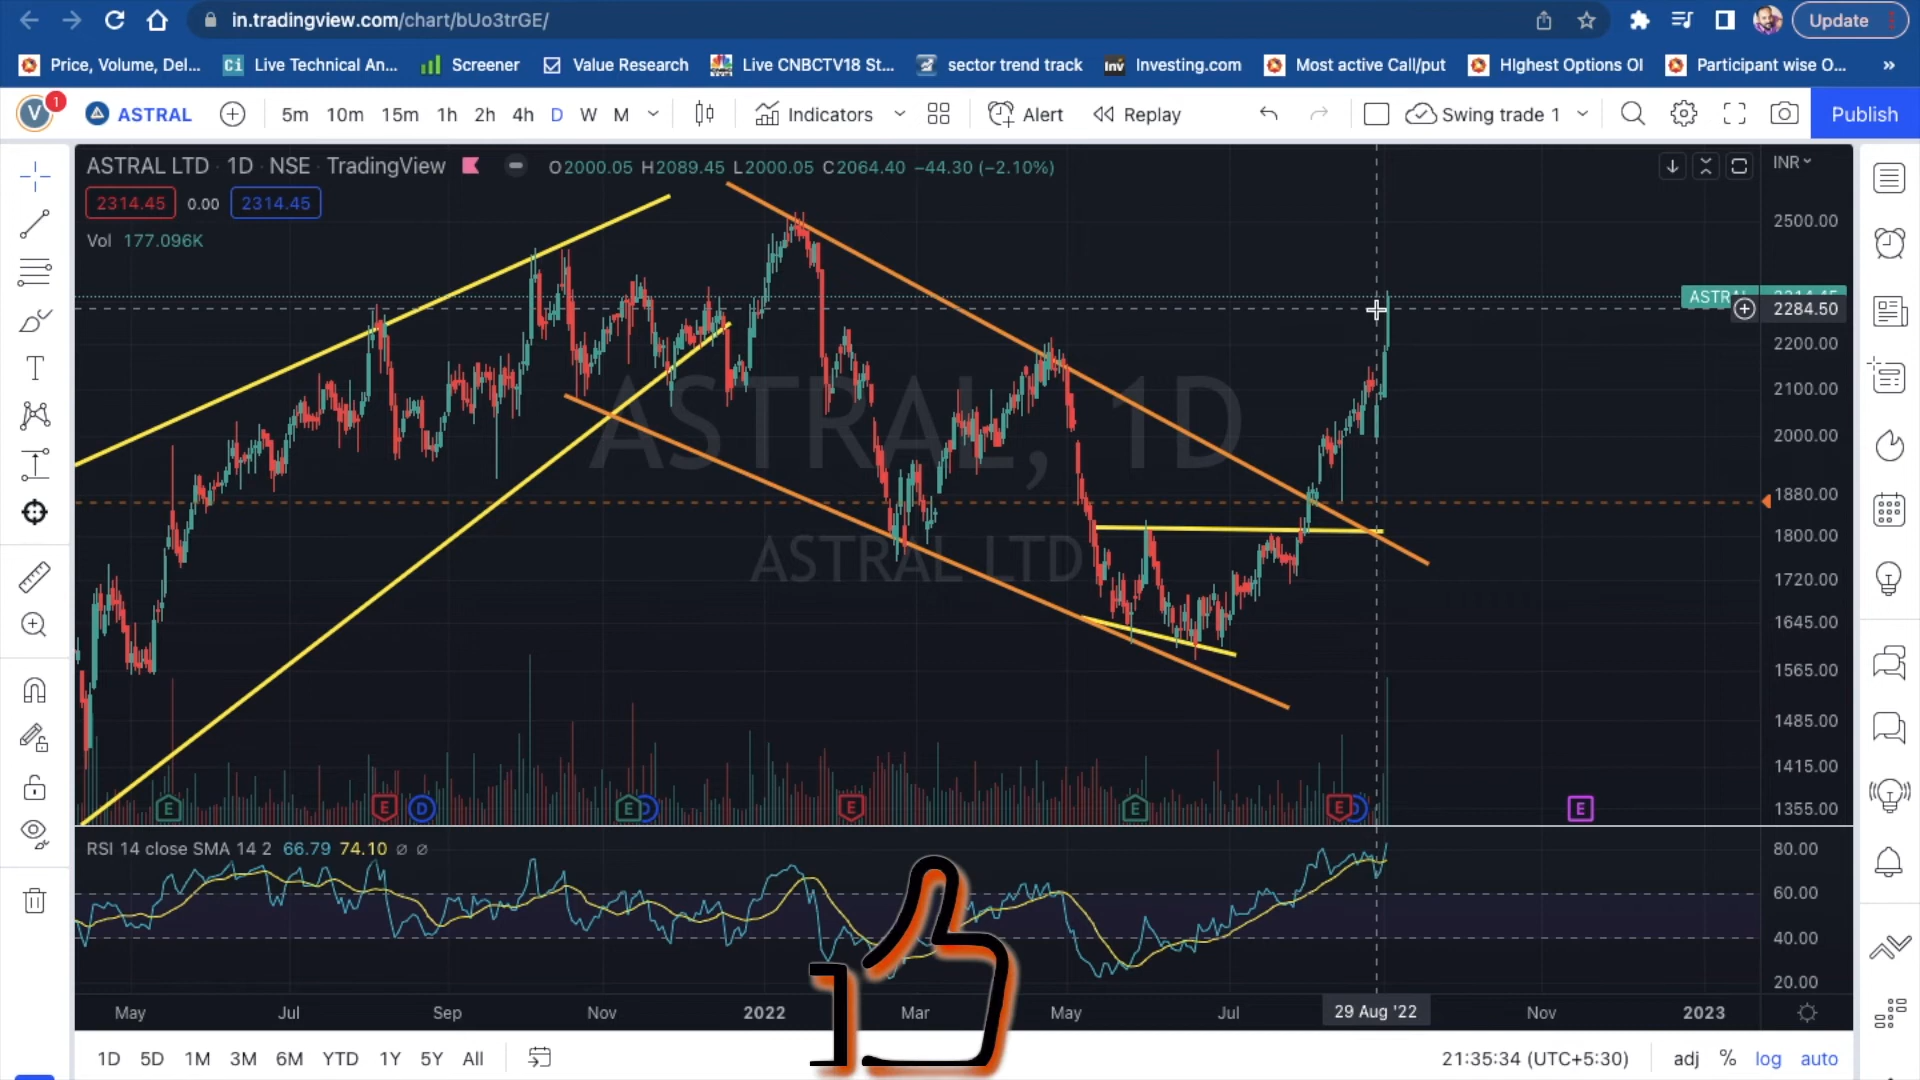 in.tradingview.com/chart/bUo3trGE/
Update
Price, Volume, Del...
Ci Live Technical An...
Screener
Value Research
Live CNBCTV18 St...
sector trend track
inv Investing.com
Most active Call/put
HIghest Options OI
Participant wise O...
»
V 1 ASTRAL 5m 10m 15m 1h 2h 4h D W M Indicators Alert Replay Swing trade 1 Publish
ASTRAL LTD · 1D · NSE · TradingView O2000.05 H2089.45 L2000.05 C2064.40 −44.30 (−2.10%) INR
2314.45 0.00 2314.45
Vol 177.096K
2500.00
2284.50
2200.00
2100.00
2000.00
1880.00
1800.00
1720.00
1645.00
1565.00
1485.00
1415.00
1355.00
ASTRAL, 1D
ASTRAL LTD
E E D E D E E E D E
RSI 14 close SMA 14 2 66.79 74.10 ∅ ∅
80.00
60.00
40.00
20.00
May Jul Sep Nov 2022 Mar May Jul 29 Aug '22 Nov 2023
1D 5D 1M 3M 6M YTD 1Y 5Y All 21:35:34 (UTC+5:30) adj % log auto